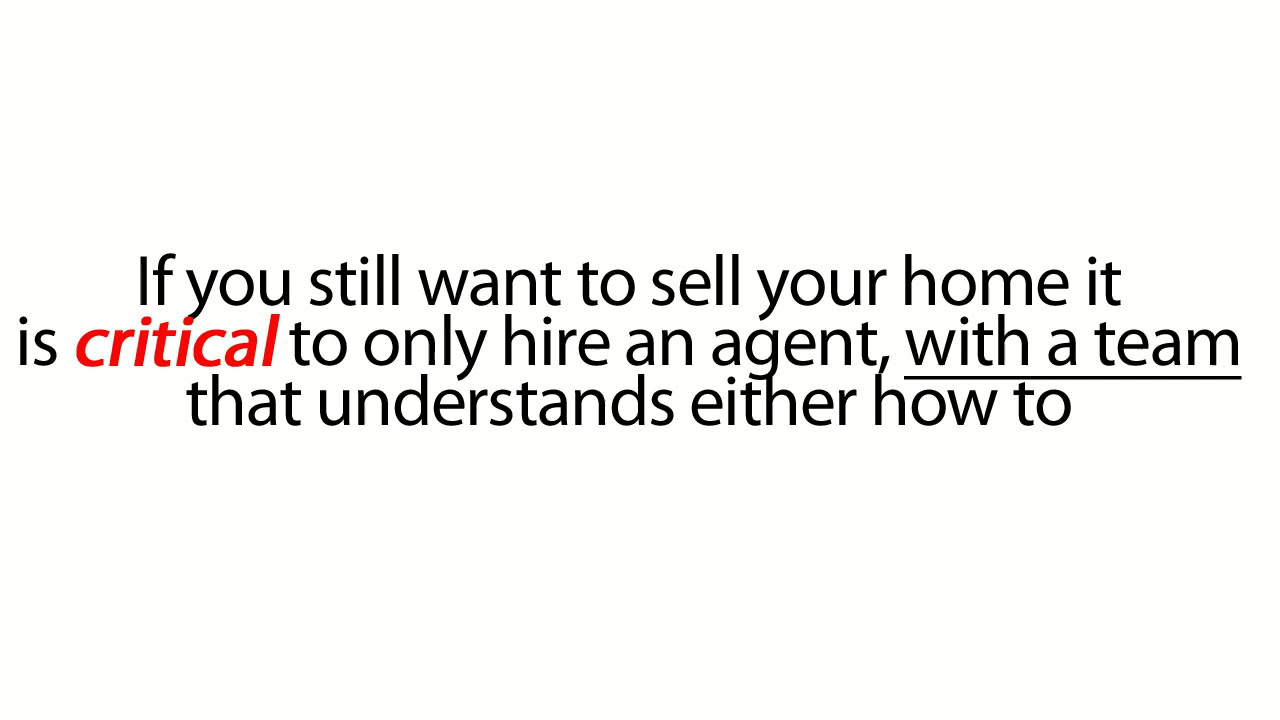 If you still want to sell your home it
is critical to only hire an agent, with a team
that understands either how to